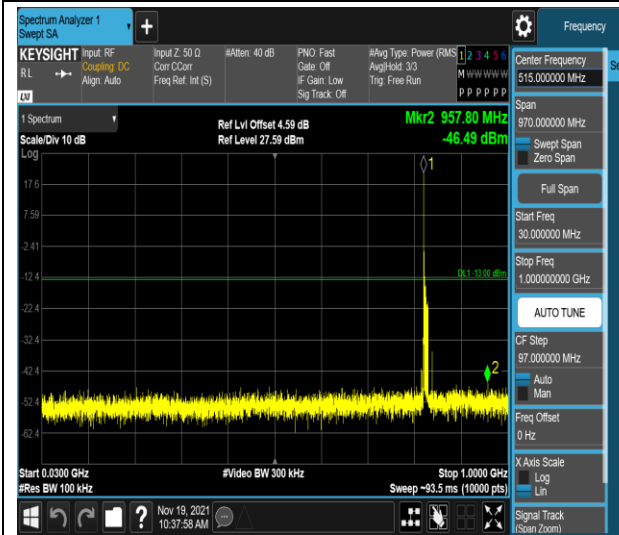 Spectrum Analyzer 1
Swept SA
+
Frequency
KEYSIGHT
RL
LXI
Input: RF
Coupling: DC
Align: Auto
Input Z: 50 Ω
Corr CCorr
Freq Ref: Int (S)
#Atten: 40 dB
PNO: Fast
Gate: Off
IF Gain: Low
Sig Track: Off
#Avg Type: Power (RMS
Avg|Hold: 3/3
Trig: Free Run
1 2 3 4 5 6
M W W W W W
P P P P P P
1 Spectrum
Scale/Div 10 dB
Log
Ref Lvl Offset 4.59 dB
Ref Level 27.59 dBm
Mkr2 957.80 MHz
-46.49 dBm
1
17.6
7.59
-2.41
-12.4
DL1 -13.00 dBm
-22.4
-32.4
-42.4
2
-52.4
-62.4
Start 0.0300 GHz
#Res BW 100 kHz
#Video BW 300 kHz
Stop 1.0000 GHz
Sweep ~93.5 ms (10000 pts)
Nov 19, 2021
10:37:58 AM
?
Center Frequency
515.000000 MHz
Se
Span
970.000000 MHz
Swept Span
Zero Span
Full Span
Start Freq
30.000000 MHz
Stop Freq
1.000000000 GHz
AUTO TUNE
CF Step
97.000000 MHz
Auto
Man
Freq Offset
0 Hz
X Axis Scale
Log
Lin
Signal Track
(Span Zoom)